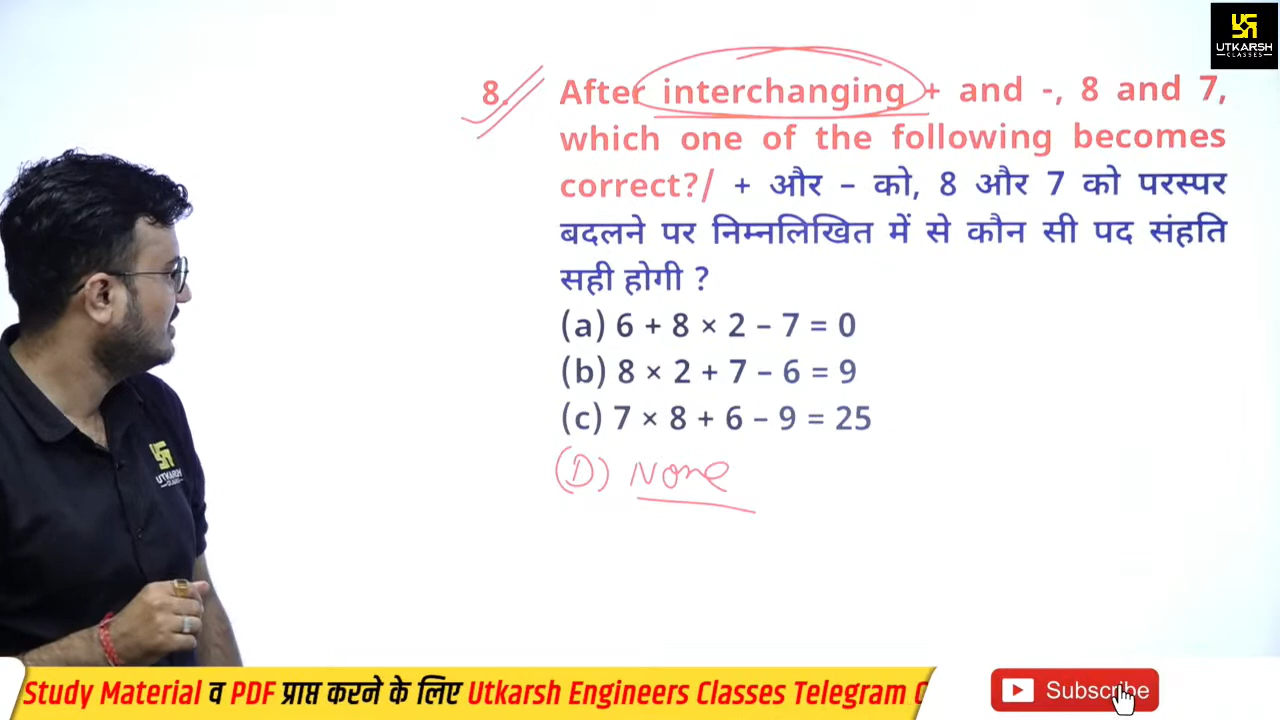 UTKARSH
CLASSES
8. After interchanging + and -, 8 and 7,
which one of the following becomes
correct?/ + और – को, 8 और 7 को परस्पर
बदलने पर निम्नलिखित में से कौन सी पद संहति
सही होगी ?
(a) 6 + 8 × 2 – 7 = 0
(b) 8 × 2 + 7 – 6 = 9
(c) 7 × 8 + 6 – 9 = 25
(D) None
UTKARSH
Study Material व PDF प्राप्त करने के लिए Utkarsh Engineers Classes Telegram
Subscribe